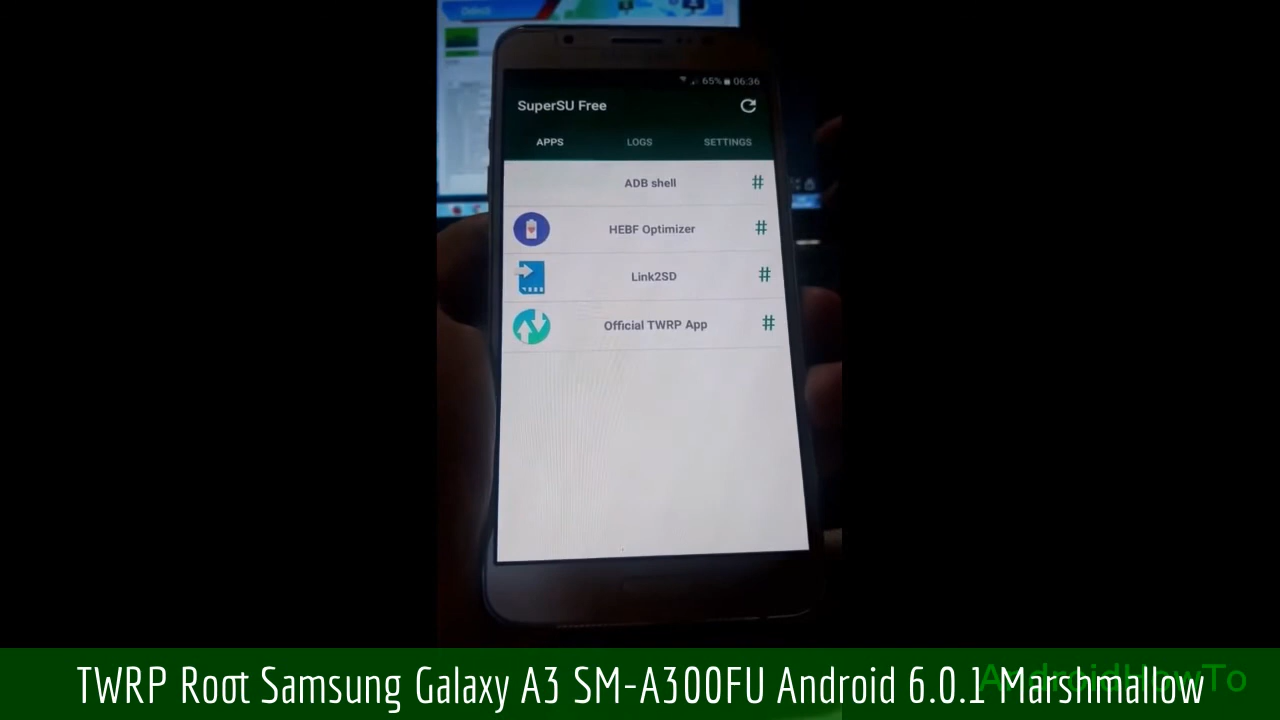 65% 06:36
SuperSU Free
APPS LOGS SETTINGS
ADB shell #
HEBF Optimizer #
Link2SD #
Official TWRP App #
TWRP Root Samsung Galaxy A3 SM-A300FU Android 6.0.1 Marshmallow
AndroidHowTo